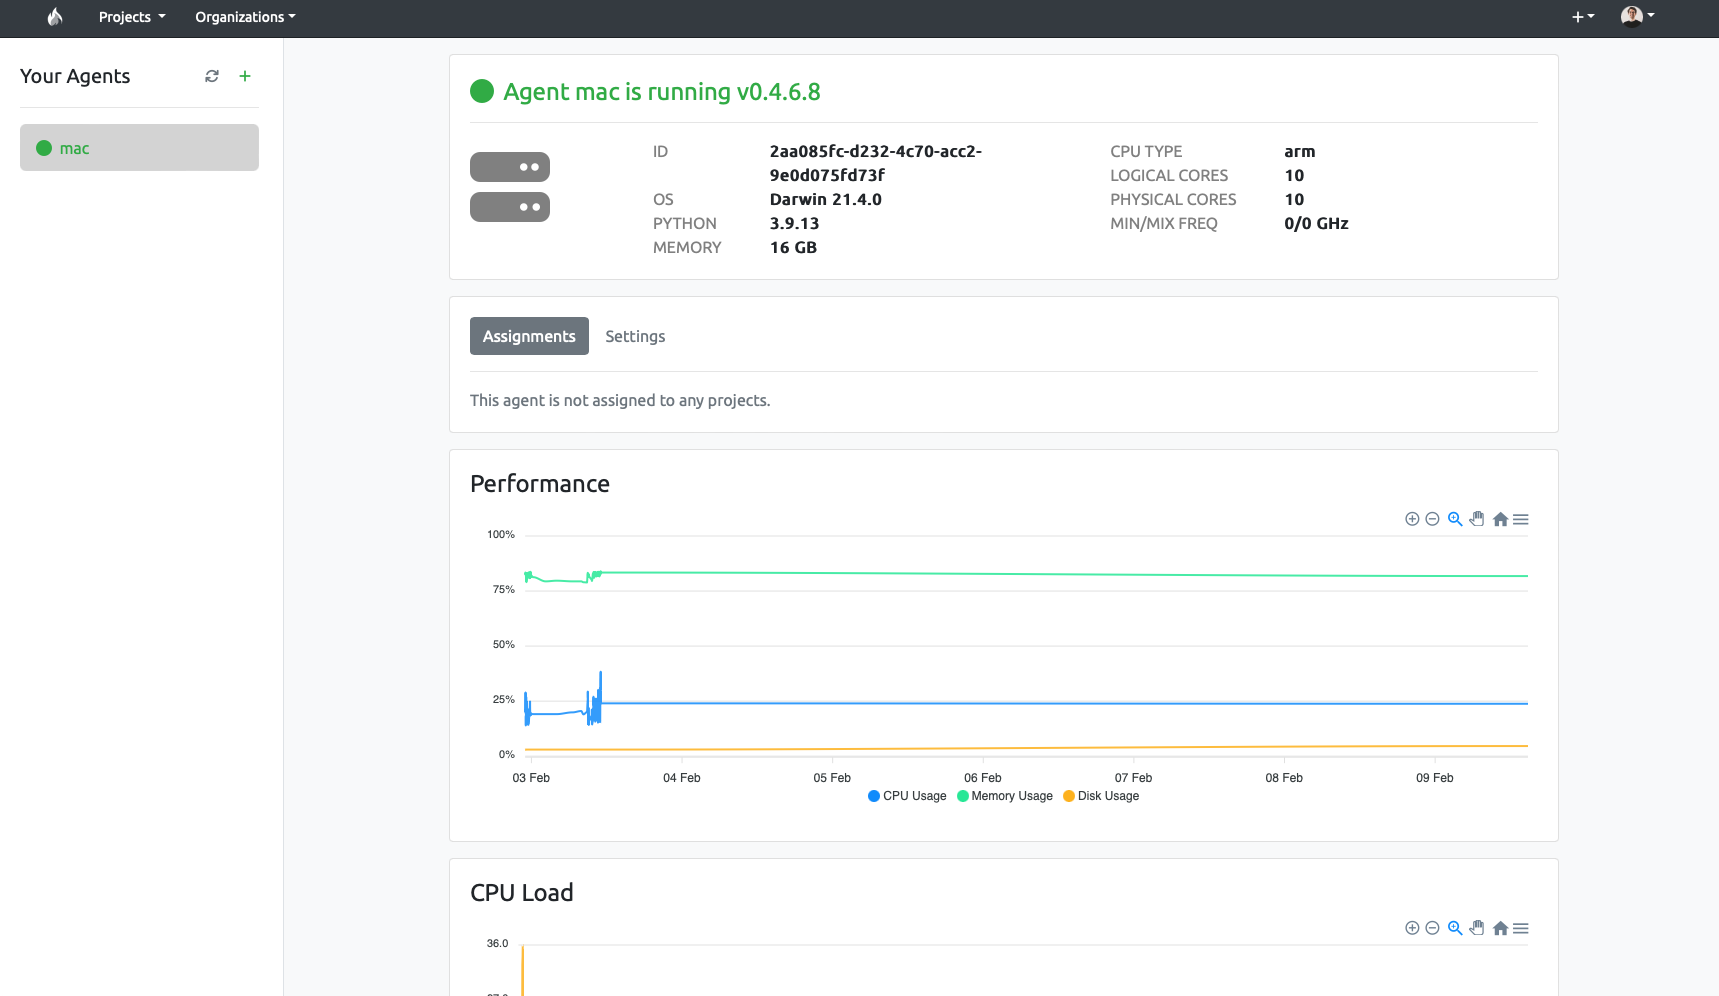 Projects Organizations
Your Agents
mac
Agent mac is running v0.4.6.8
ID 2aa085fc-d232-4c70-acc2-
9e0d075fd73f
OS Darwin 21.4.0
PYTHON 3.9.13
MEMORY 16 GB
CPU TYPE arm
LOGICAL CORES 10
PHYSICAL CORES 10
MIN/MIX FREQ 0/0 GHz
Assignments Settings
This agent is not assigned to any projects.
Performance
100%
75%
50%
25%
0%
03 Feb 04 Feb 05 Feb 06 Feb 07 Feb 08 Feb 09 Feb
CPU Usage Memory Usage Disk Usage
CPU Load
36.0